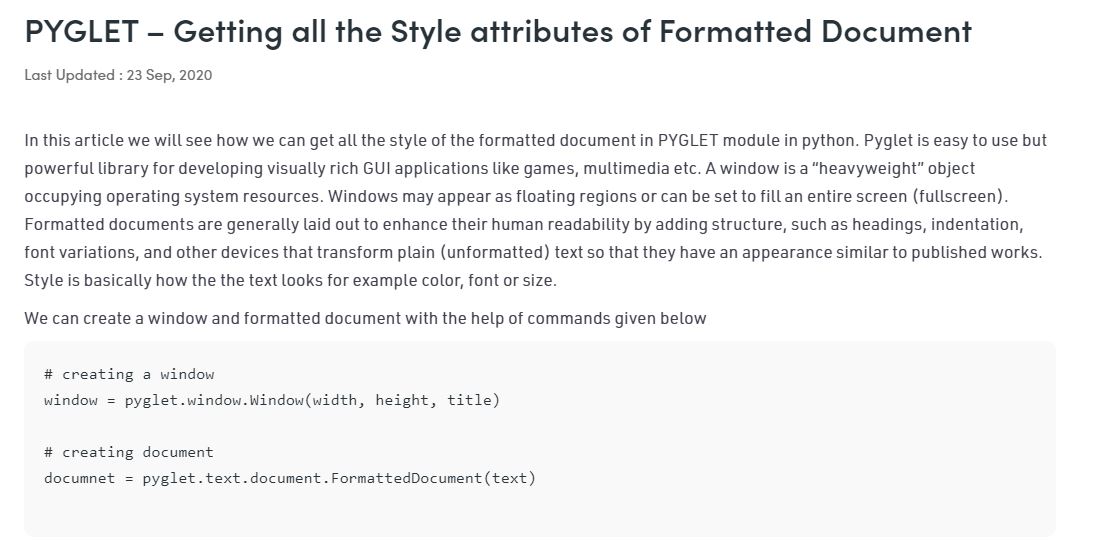 PYGLET – Getting all the Style attributes of Formatted Document
Last Updated : 23 Sep, 2020
In this article we will see how we can get all the style of the formatted document in PYGLET module in python. Pyglet is easy to use but
powerful library for developing visually rich GUI applications like games, multimedia etc. A window is a “heavyweight” object
occupying operating system resources. Windows may appear as floating regions or can be set to fill an entire screen (fullscreen).
Formatted documents are generally laid out to enhance their human readability by adding structure, such as headings, indentation,
font variations, and other devices that transform plain (unformatted) text so that they have an appearance similar to published works.
Style is basically how the the text looks for example color, font or size.
We can create a window and formatted document with the help of commands given below
# creating a window
window = pyglet.window.Window(width, height, title)
# creating document
documnet = pyglet.text.document.FormattedDocument(text)